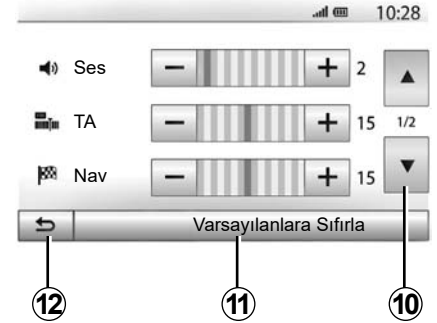 10:28
Ses 2
TA 15 1/2
Nav 15
Varsayılanlara Sıfırla
12 11 10